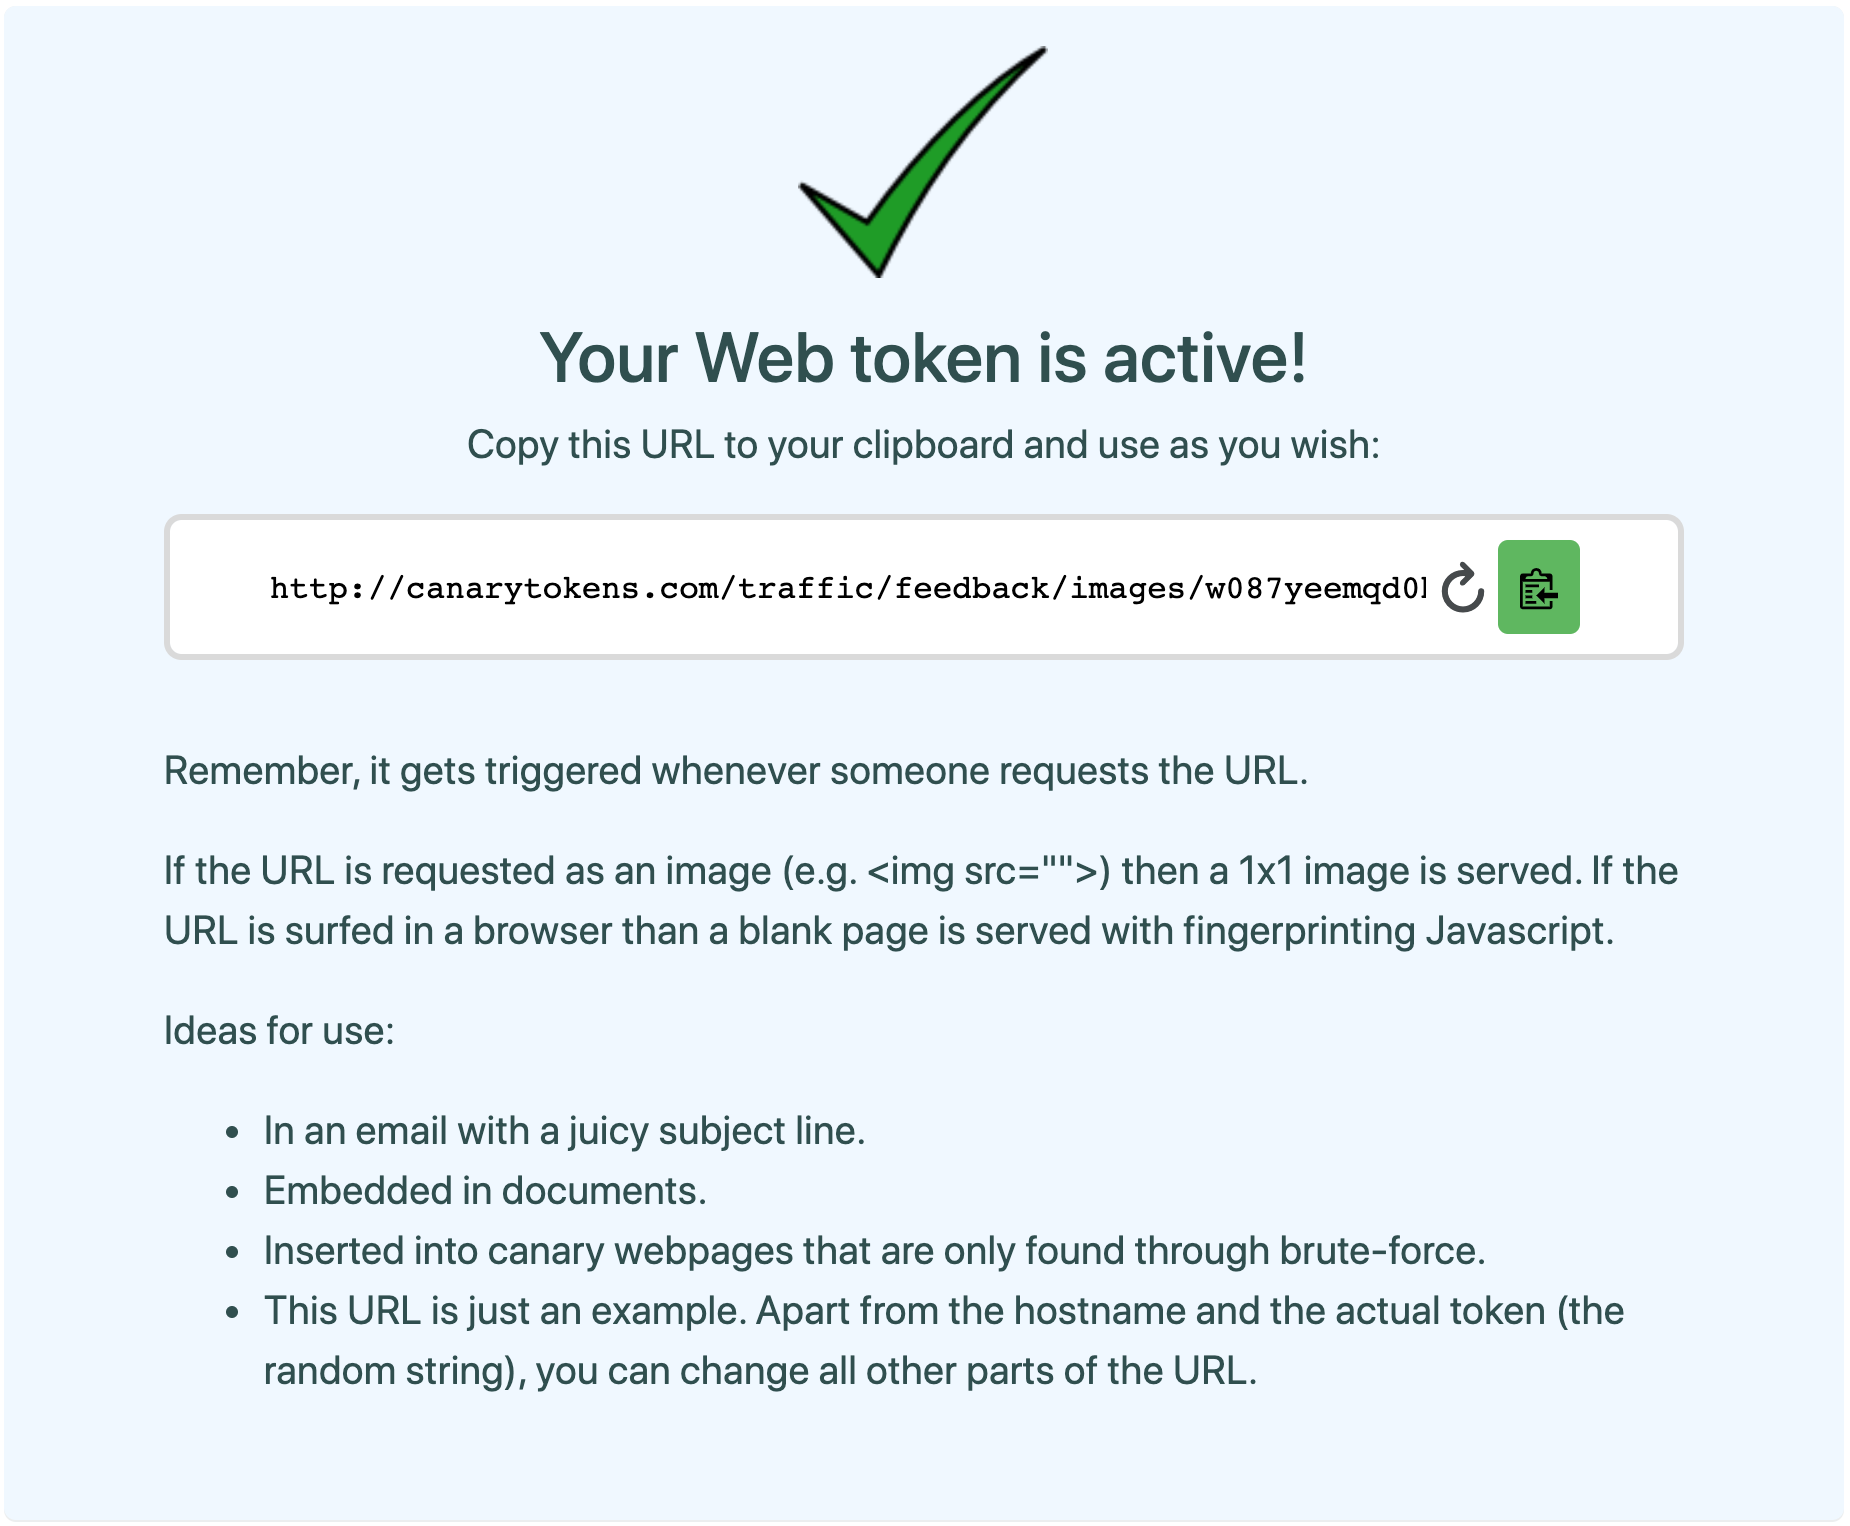 Your Web token is active!
Copy this URL to your clipboard and use as you wish:
http://canarytokens.com/traffic/feedback/images/w087yeemqd0
Remember, it gets triggered whenever someone requests the URL.
If the URL is requested as an image (e.g. <img src="">) then a 1x1 image is served. If the
URL is surfed in a browser than a blank page is served with fingerprinting Javascript.
Ideas for use:
• In an email with a juicy subject line.
• Embedded in documents.
• Inserted into canary webpages that are only found through brute-force.
• This URL is just an example. Apart from the hostname and the actual token (the
random string), you can change all other parts of the URL.